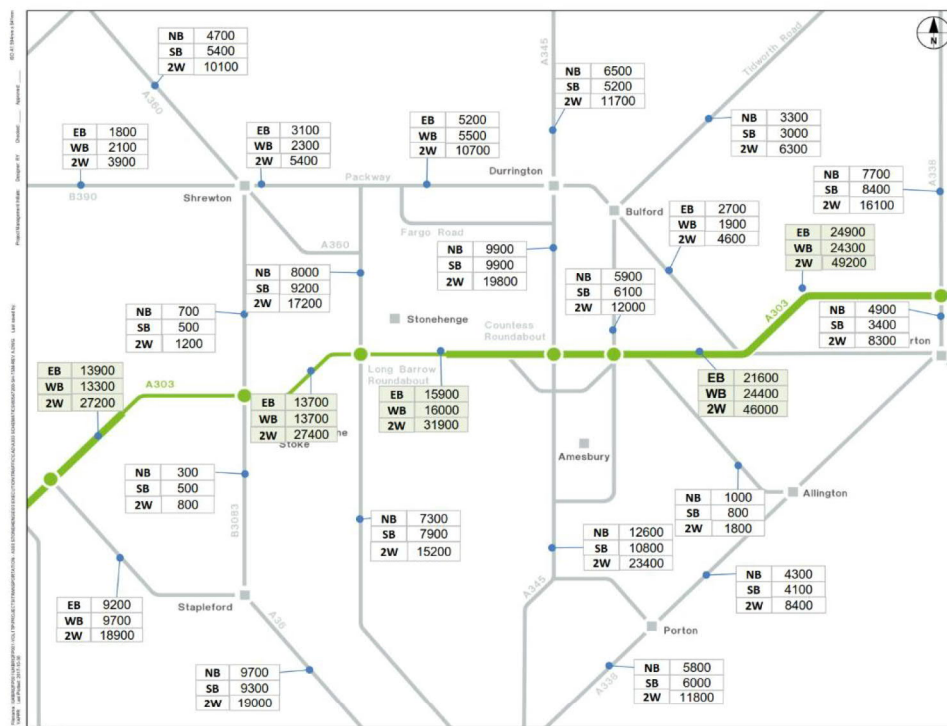 NB 4700
SB 5400
2W 10100
A360
A345
Tidworth Road
N
NB 6500
SB 5200
2W 11700
EB 1800
WB 2100
2W 3900
EB 3100
WB 2300
2W 5400
EB 5200
WB 5500
2W 10700
NB 3300
SB 3000
2W 6300
A338
B390
Shrewton
Packway
Durrington
NB 7700
SB 8400
2W 16100
Bulford
EB 2700
WB 1900
2W 4600
Fargo Road
A360
EB 24900
WB 24300
2W 49200
NB 8000
SB 9200
2W 17200
NB 9900
SB 9900
2W 19800
NB 5900
SB 6100
2W 12000
NB 700
SB 500
2W 1200
Stonehenge
Countess
Roundabout
A303
NB 4900
SB 3400
2W 8300
rton
EB 13900
WB 13300
2W 27200
A303
Long Barrow
Roundabout
EB 13700
WB 13700
2W 27400
ne
Stoke
EB 15900
WB 16000
2W 31900
EB 21600
WB 24400
2W 46000
Amesbury
NB 300
SB 500
2W 800
B3083
NB 1000
SB 800
2W 1800
Allington
NB 7300
SB 7900
2W 15200
NB 12600
SB 10800
2W 23400
A345
NB 4300
SB 4100
2W 8400
EB 9200
WB 9700
2W 18900
Stapleford
A36
Porton
NB 9700
SB 9300
2W 19000
A338
NB 5800
SB 6000
2W 11800